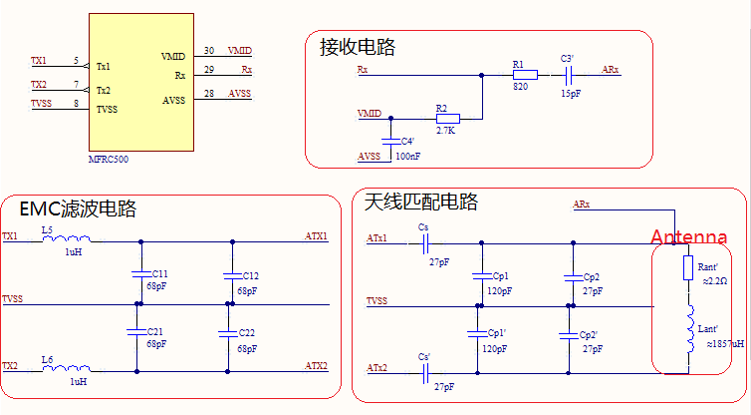 TX1 5 Tx1 VMID 30 VMID
Rx 29 Rx
TX2 7 Tx2
TVSS 8 TVSS AVSS 28 AVSS
MFRC500
接收电路
Rx R1 820 C3' 15pF ARx
VMID R2 2.7K
C4' 100nF
AVSS
EMC滤波电路
TX1 L5 1uH ATX1
C11 68pF C12 68pF
TVSS
C21 68pF C22 68pF
TX2 L6 1uH ATX2
天线匹配电路
ARx
Antenna
ATx1 Cs 27pF
Cp1 120pF Cp2 27pF
Rant' ≈2.2Ω
TVSS
Cp1' 120pF Cp2' 27pF
Lant' ≈1857uH
ATx2 Cs' 27pF